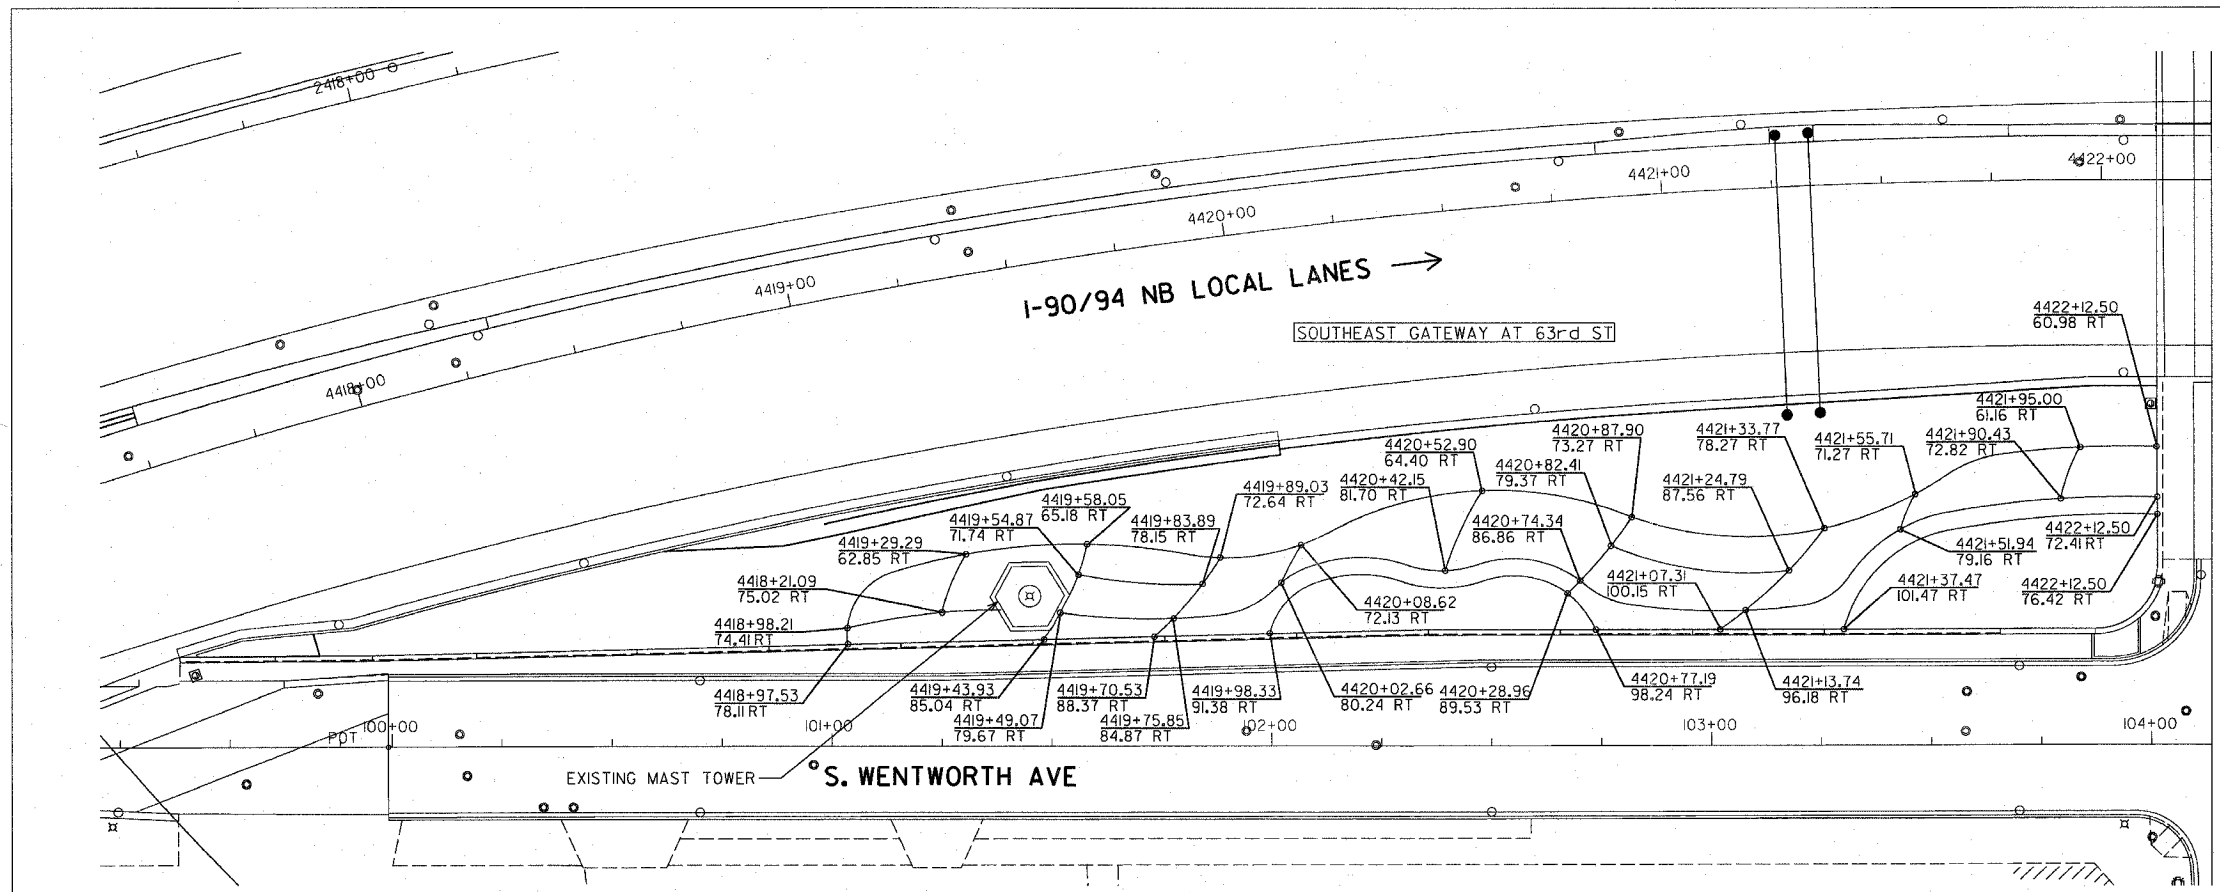 2418+00
4422+00
4421+00
4420+00
4419+00
4418+00
I-90/94 NB LOCAL LANES
SOUTHEAST GATEWAY AT 63rd ST
4422+12.50
60.98 RT
4421+95.00
61.16 RT
4421+90.43
72.82 RT
4421+55.71
71.27 RT
4421+33.77
78.27 RT
4420+87.90
73.27 RT
4420+52.90
64.40 RT
4420+82.41
79.37 RT
4421+24.79
87.56 RT
4420+42.15
81.70 RT
4419+89.03
72.64 RT
4419+58.05
65.18 RT
4419+54.87
71.74 RT
4419+83.89
78.15 RT
4420+74.34
86.86 RT
4419+29.29
62.85 RT
4418+21.09
75.02 RT
4421+07.31
100.15 RT
4422+12.50
72.41 RT
4421+51.94
79.16 RT
4421+37.47
101.47 RT
4422+12.50
76.42 RT
4420+08.62
72.13 RT
4418+98.21
74.41 RT
4418+97.53
78.11 RT
4419+43.93
85.04 RT
4419+49.07
79.67 RT
4419+70.53
88.37 RT
4419+75.85
84.87 RT
4419+98.33
91.38 RT
4420+02.66
80.24 RT
4420+28.96
89.53 RT
4420+77.19
98.24 RT
4421+13.74
96.18 RT
POT
100+00
101+00
102+00
103+00
104+00
EXISTING MAST TOWER
S. WENTWORTH AVE